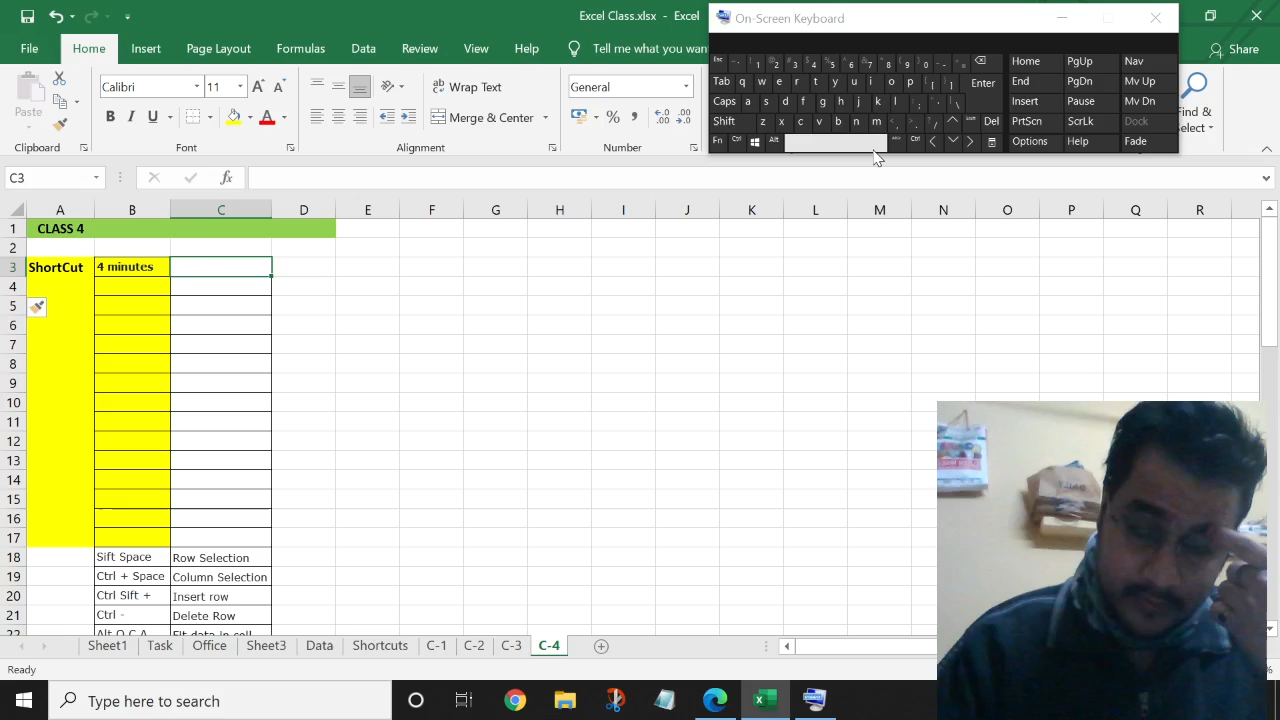 Excel Class.xlsx - Excel
On-Screen Keyboard
File Home Insert Page Layout Formulas Data Review View Help Tell me what you wan Share
Paste
Calibri 11
Wrap Text
Merge & Center
General
Find &
Select
Clipboard Font Alignment Number
Esc Home PgUp Nav
Tab q w e r t y u i o p Enter End PgDn Mv Up
Caps a s d f g h j k l Insert Pause Mv Dn
Shift z x c v b n m Del PrtScn ScrLk Dock
Fn Ctrl Alt Ctrl Options Help Fade
C3 fx
A B C D E F G H I J K L M N O P Q R
1 CLASS 4
2
3 ShortCut 4 minutes
4
5
6
7
8
9
10
11
12
13
14
15
16
17
18 Sift Space Row Selection
19 Ctrl + Space Column Selection
20 Ctrl Sift + Insert row
21 Ctrl - Delete Row
22 Alt O C A
Sheet1 Task Office Sheet3 Data Shortcuts C-1 C-2 C-3 C-4
Ready %
Type here to search